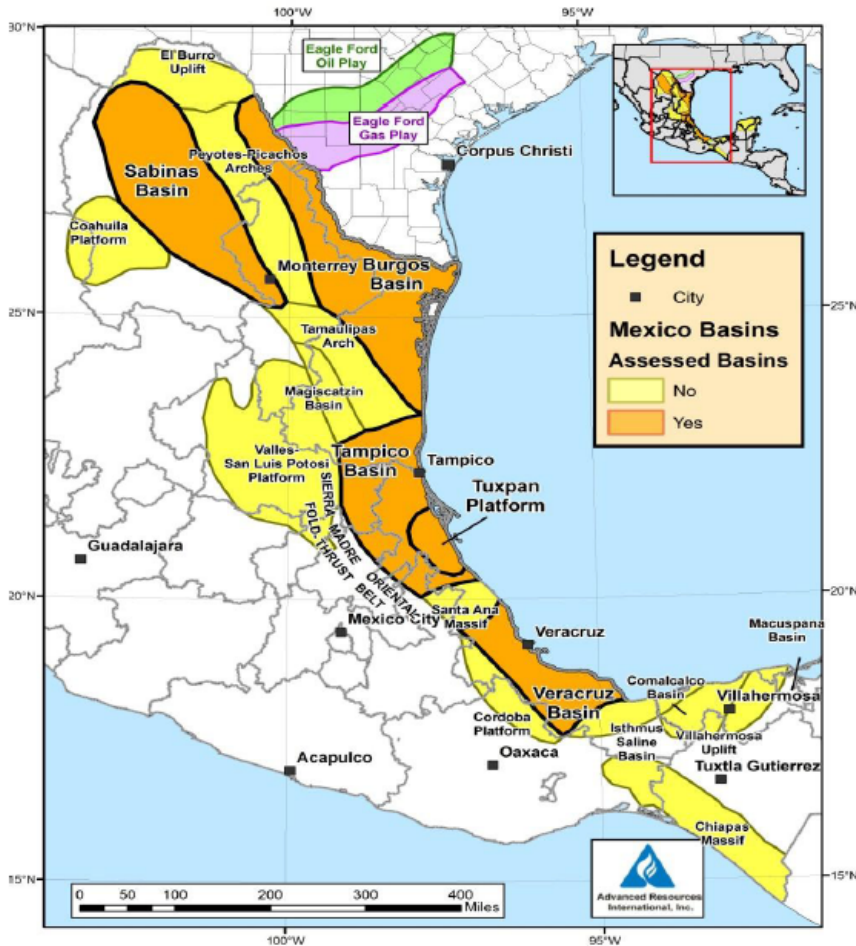 100°W
95°W
30°N
El Burro
Uplift
Eagle Ford
Oil Play
Eagle Ford
Gas Play
Peyotes-Picachos
Arches
Corpus Christi
Sabinas
Basin
Coahuila
Platform
Monterrey
Burgos
Basin
Legend
City
Mexico Basins
Assessed Basins
No
Yes
25°N
25°N
Tamaulipas
Arch
Magiscatzin
Basin
Valles-
San Luis Potosi
Platform
Tampico
Basin
Tampico
Tuxpan
Platform
SIERRA MADRE ORIENTAL
FOLD-THRUST BELT
Guadalajara
20°N
20°N
Mexico City
Santa Ana
Massif
Veracruz
Macuspana
Basin
Comalcalco
Basin
Villahermosa
Veracruz
Basin
Cordoba
Platform
Isthmus
Saline
Basin
Villahermosa
Uplift
Oaxaca
Tuxtla Gutierrez
Acapulco
Chiapas
Massif
15°N
15°N
Advanced Resources
International, Inc.
0 50 100 200 300 400
Miles
100°W
95°W